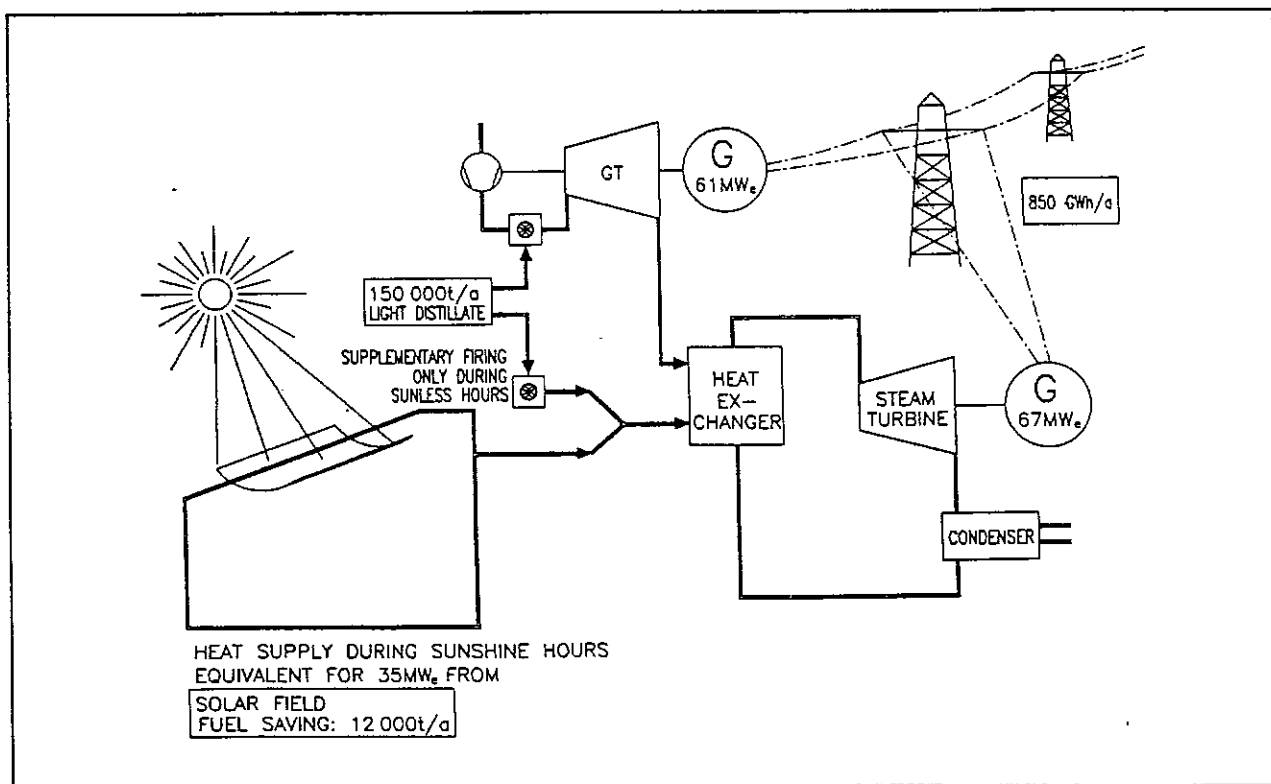 GT
G
61MWe
850 GWh/a
150 000t/a
LIGHT DISTILLATE
SUPPLEMENTARY FIRING
ONLY DURING
SUNLESS HOURS
HEAT
EX-
CHANGER
STEAM
TURBINE
G
67MWe
CONDENSER
HEAT SUPPLY DURING SUNSHINE HOURS
EQUIVALENT FOR 35MWe FROM
SOLAR FIELD
FUEL SAVING: 12 000t/a